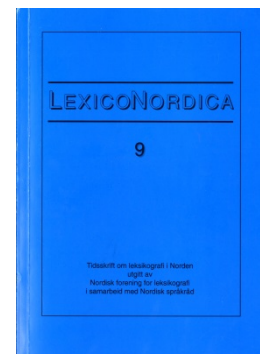 LEXICONORDICA
9
Tidsskrift om leksikografi i Norden
utgitt av
Nordisk forening for leksikografi
i samarbeid med Nordisk språkråd